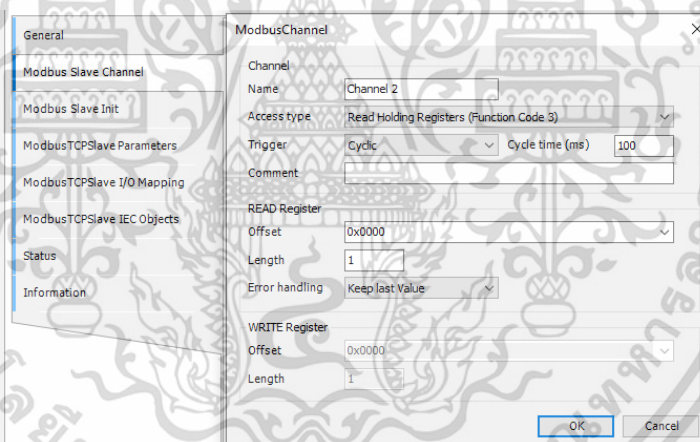 General
Modbus Slave Channel
Modbus Slave Init
ModbusTCPSlave Parameters
ModbusTCPSlave I/O Mapping
ModbusTCPSlave IEC Objects
Status
Information
ModbusChannel
Channel
Name Channel 2
Access type Read Holding Registers (Function Code 3)
Trigger Cyclic Cycle time (ms) 100
Comment
READ Register
Offset 0x0000
Length 1
Error handling Keep last Value
WRITE Register
Offset 0x0000
Length 1
OK Cancel